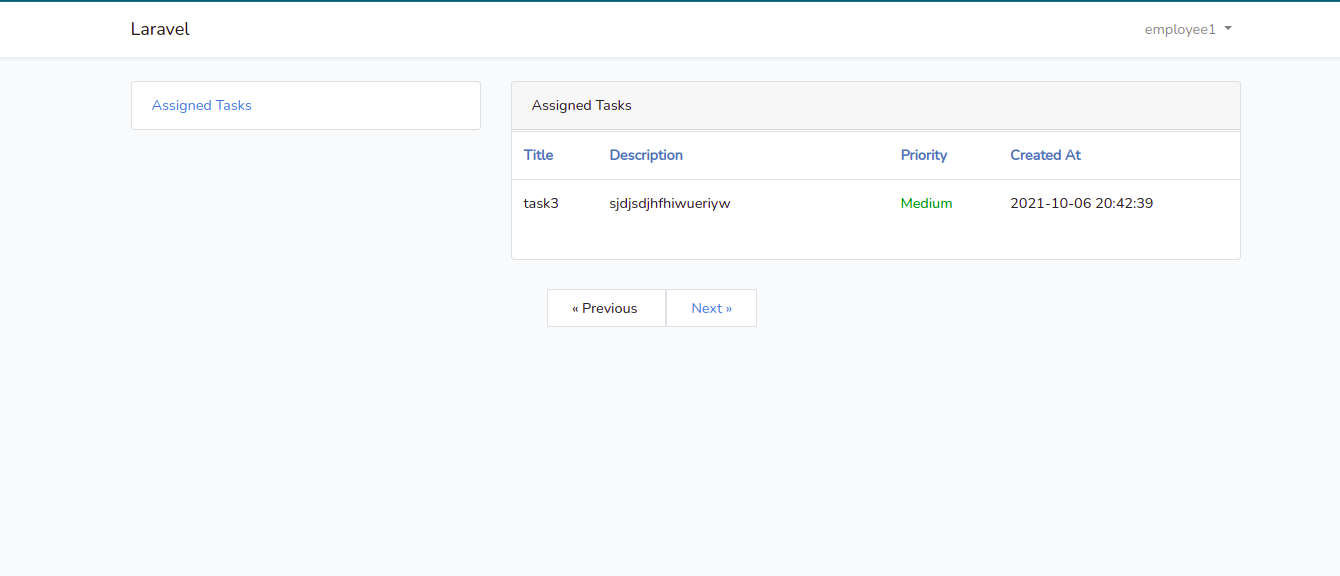 Laravel employee1
Assigned Tasks
Assigned Tasks
Title Description Priority Created At
task3 sjdjsdjhfhiwueriyw Medium 2021-10-06 20:42:39
« Previous Next »